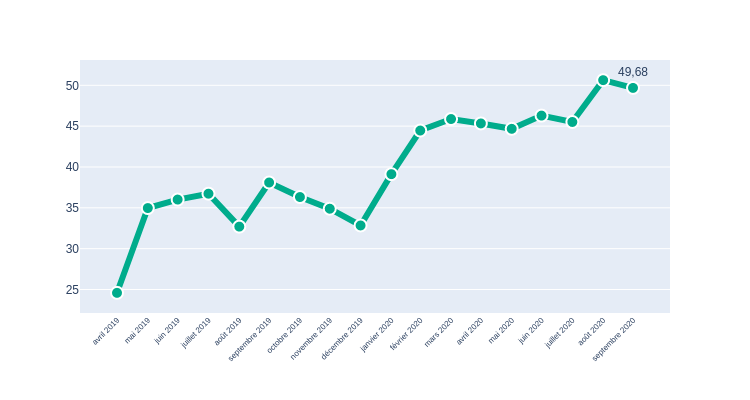 49,68
50
45
40
35
30
25
avril 2019
mai 2019
juin 2019
juillet 2019
août 2019
septembre 2019
octobre 2019
novembre 2019
décembre 2019
janvier 2020
février 2020
mars 2020
avril 2020
mai 2020
juin 2020
juillet 2020
août 2020
septembre 2020